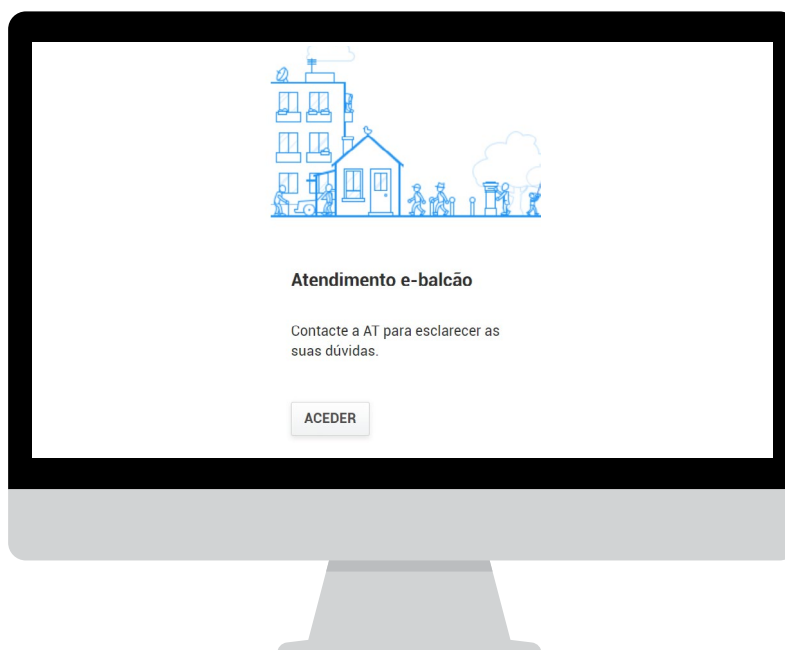 Atendimento e-balcão
Contacte a AT para esclarecer as
suas dúvidas.
ACEDER